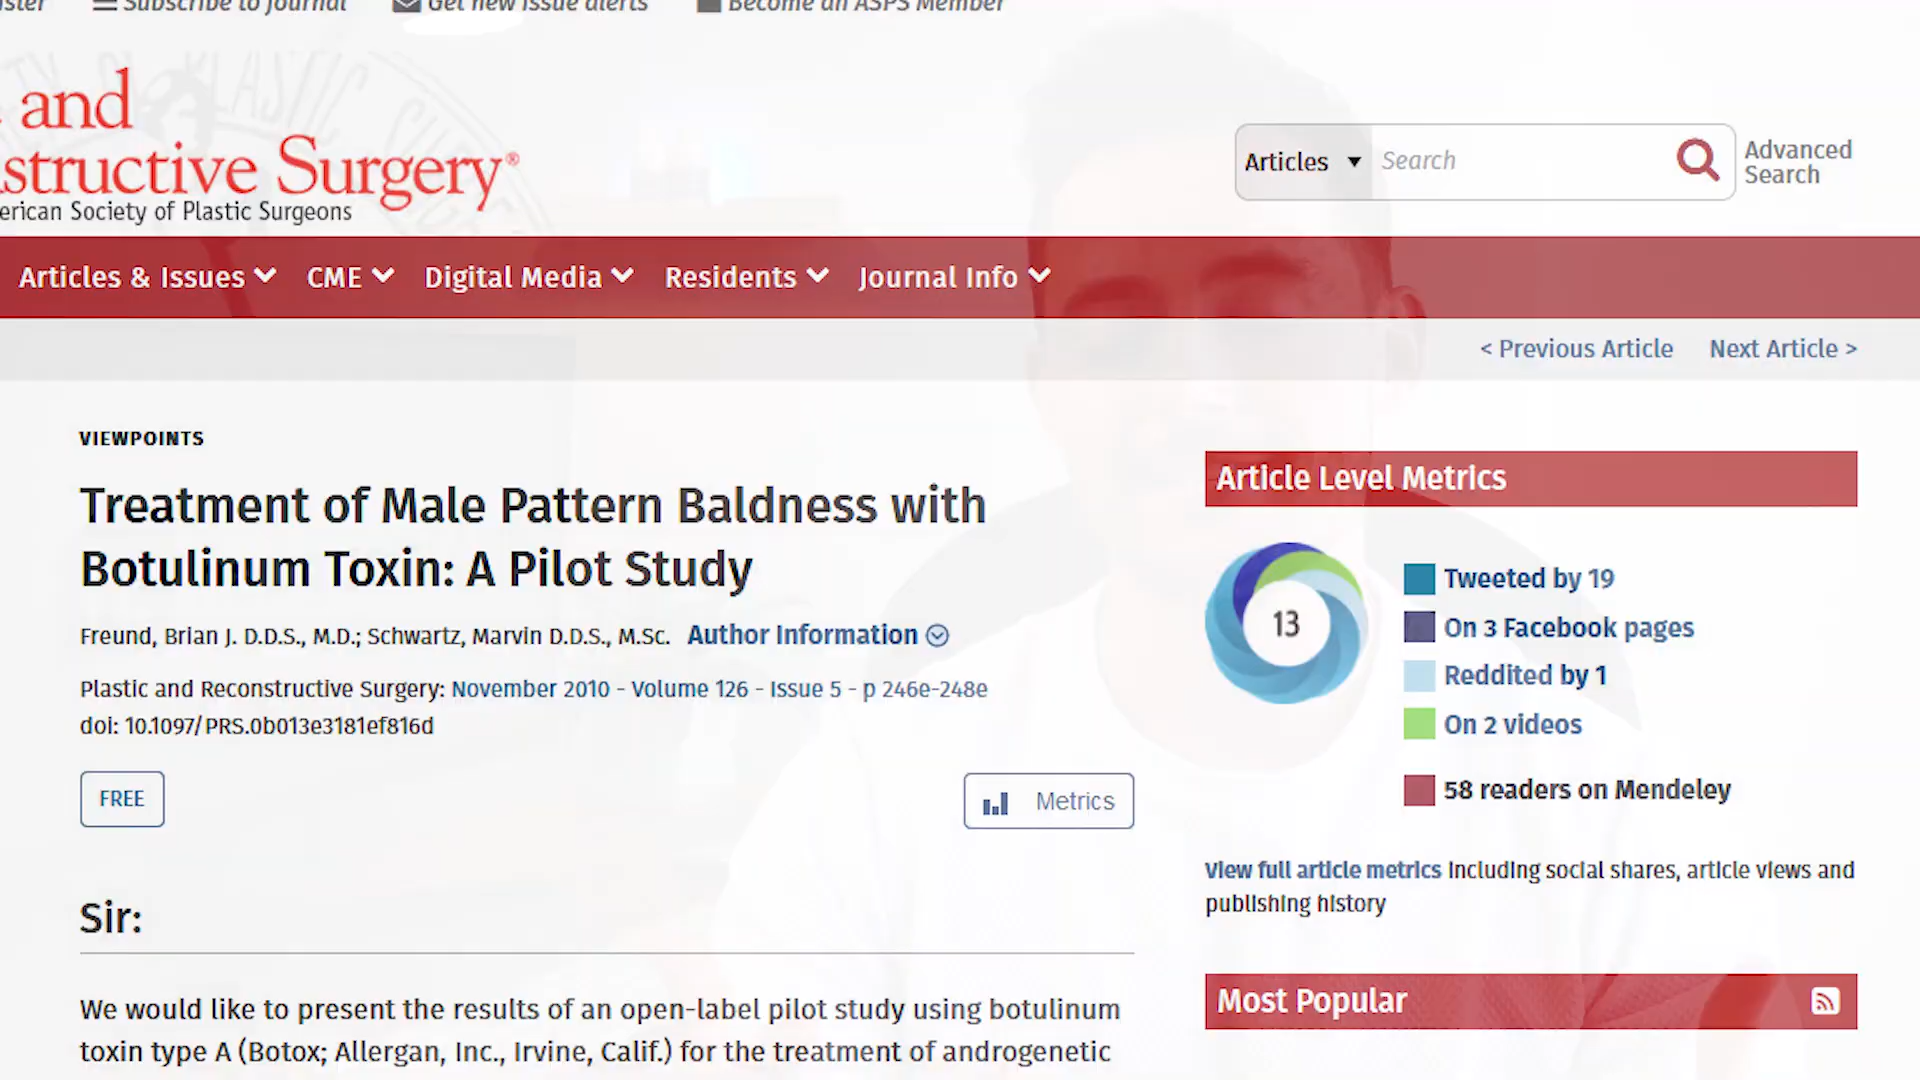 Subscribe to Journal
Get new issue alerts
Become an ASPS Member
and
structive Surgery®
erican Society of Plastic Surgeons
Articles
Search
Advanced
Search
Articles & Issues
CME
Digital Media
Residents
Journal Info
< Previous Article
Next Article >
VIEWPOINTS
Treatment of Male Pattern Baldness with
Botulinum Toxin: A Pilot Study
Freund, Brian J. D.D.S., M.D.; Schwartz, Marvin D.D.S., M.Sc. Author Information
Plastic and Reconstructive Surgery: November 2010 - Volume 126 - Issue 5 - p 246e-248e
doi: 10.1097/PRS.0b013e3181ef816d
FREE
Metrics
Sir:
We would like to present the results of an open-label pilot study using botulinum
toxin type A (Botox; Allergan, Inc., Irvine, Calif.) for the treatment of androgenetic
Article Level Metrics
13
Tweeted by 19
On 3 Facebook pages
Reddited by 1
On 2 videos
58 readers on Mendeley
View full article metrics including social shares, article views and
publishing history
Most Popular